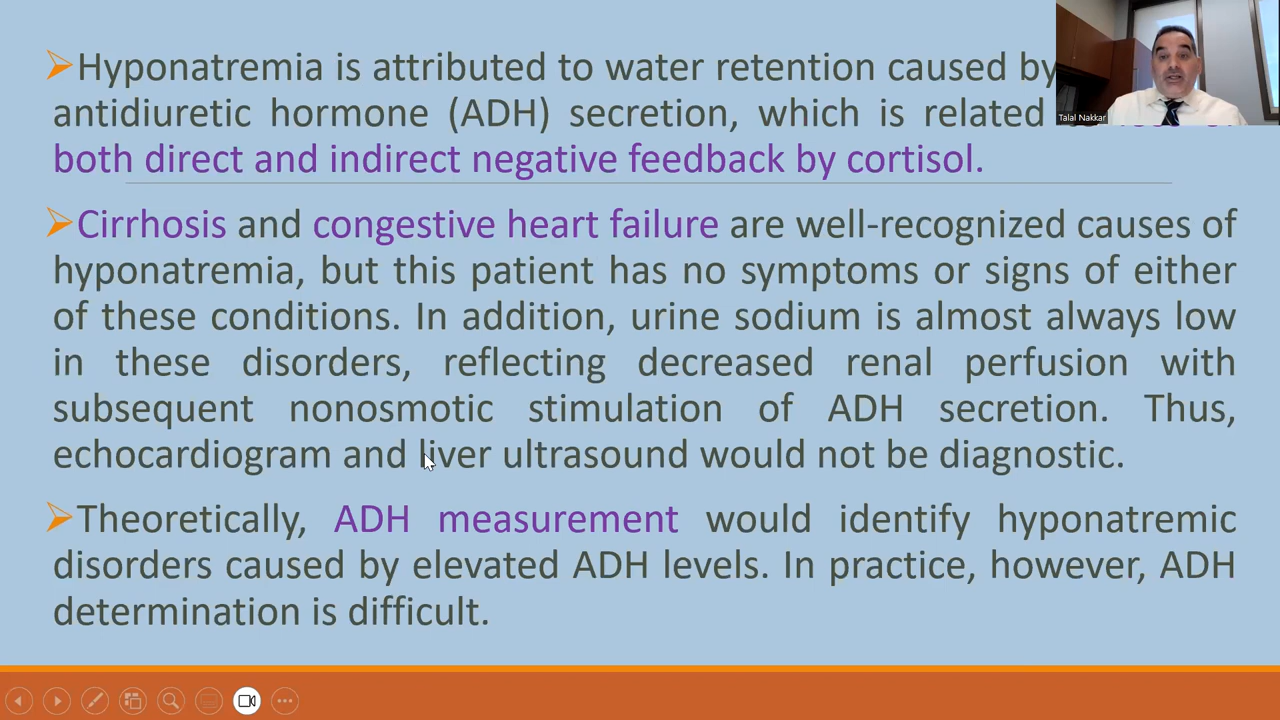 ➢Hyponatremia is attributed to water retention caused by
antidiuretic hormone (ADH) secretion, which is related
both direct and indirect negative feedback by cortisol.
➢Cirrhosis and congestive heart failure are well-recognized causes of
hyponatremia, but this patient has no symptoms or signs of either
of these conditions. In addition, urine sodium is almost always low
in these disorders, reflecting decreased renal perfusion with
subsequent nonosmotic stimulation of ADH secretion. Thus,
echocardiogram and liver ultrasound would not be diagnostic.
➢Theoretically, ADH measurement would identify hyponatremic
disorders caused by elevated ADH levels. In practice, however, ADH
determination is difficult.
Talal Nakkar